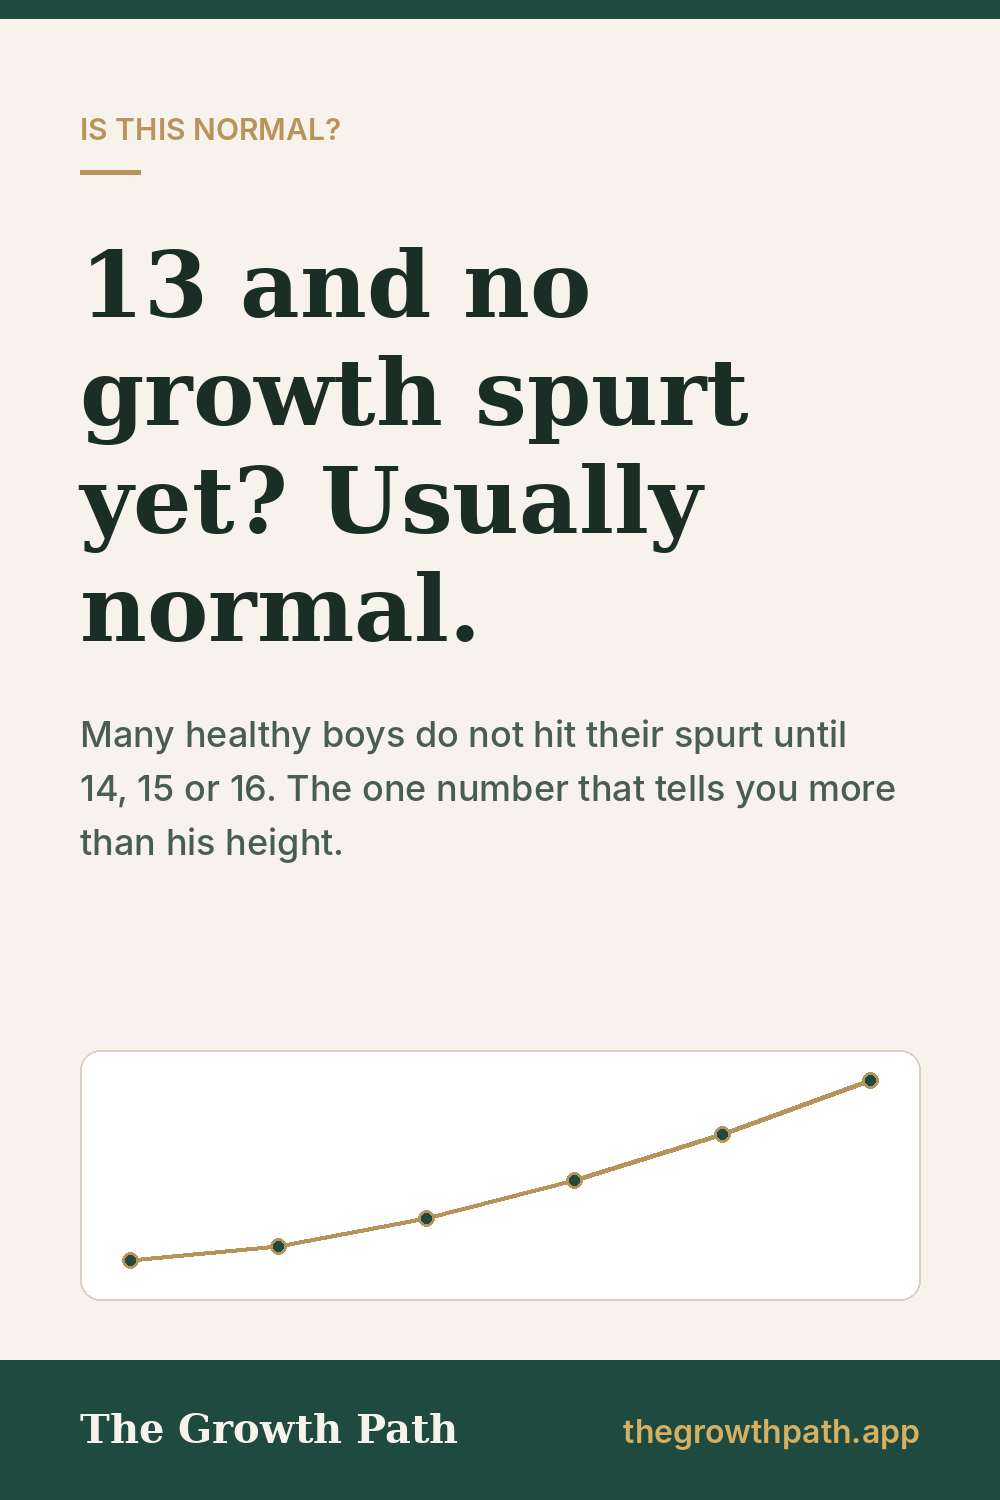 IS THIS NORMAL?
13 and no
growth spurt
yet? Usually
normal.
Many healthy boys do not hit their spurt until
14, 15 or 16. The one number that tells you more
than his height.
The Growth Path
thegrowthpath.app